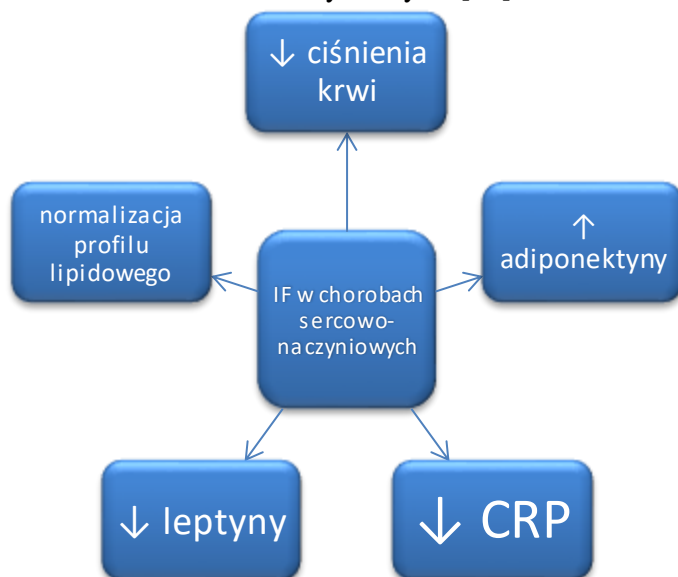 ↓ ciśnienia
krwi
normalizacja
profilu
lipidowego
↑
adiponektyny
IF w chorobach
sercowo-
naczyniowych
↓ leptyny
↓ CRP